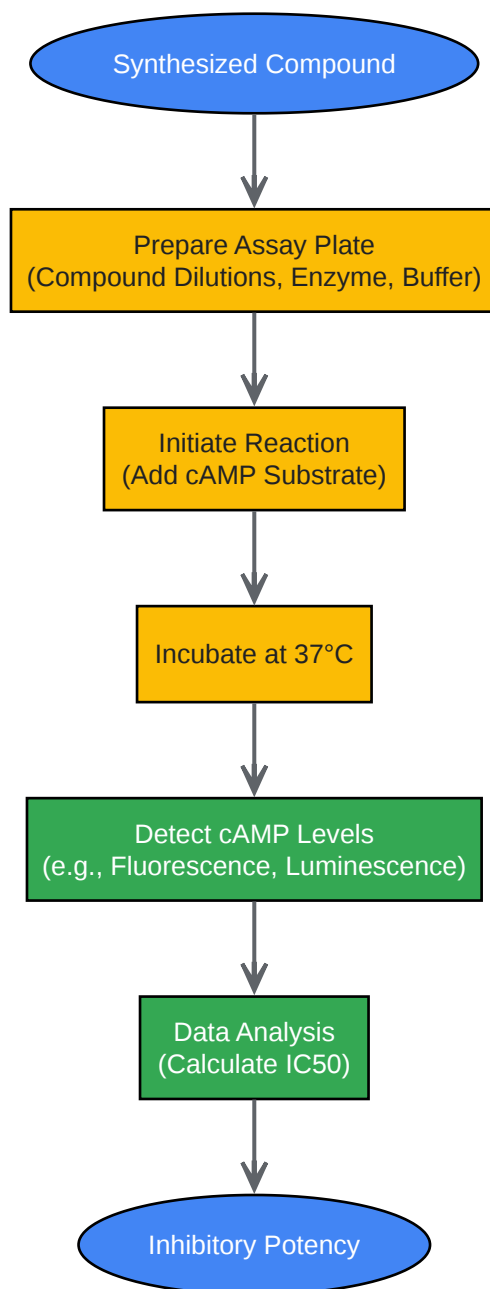 Synthesized Compound
Prepare Assay Plate
(Compound Dilutions, Enzyme, Buffer)
Initiate Reaction
(Add cAMP Substrate)
Incubate at 37°C
Detect cAMP Levels
(e.g., Fluorescence, Luminescence)
Data Analysis
(Calculate IC50)
Inhibitory Potency